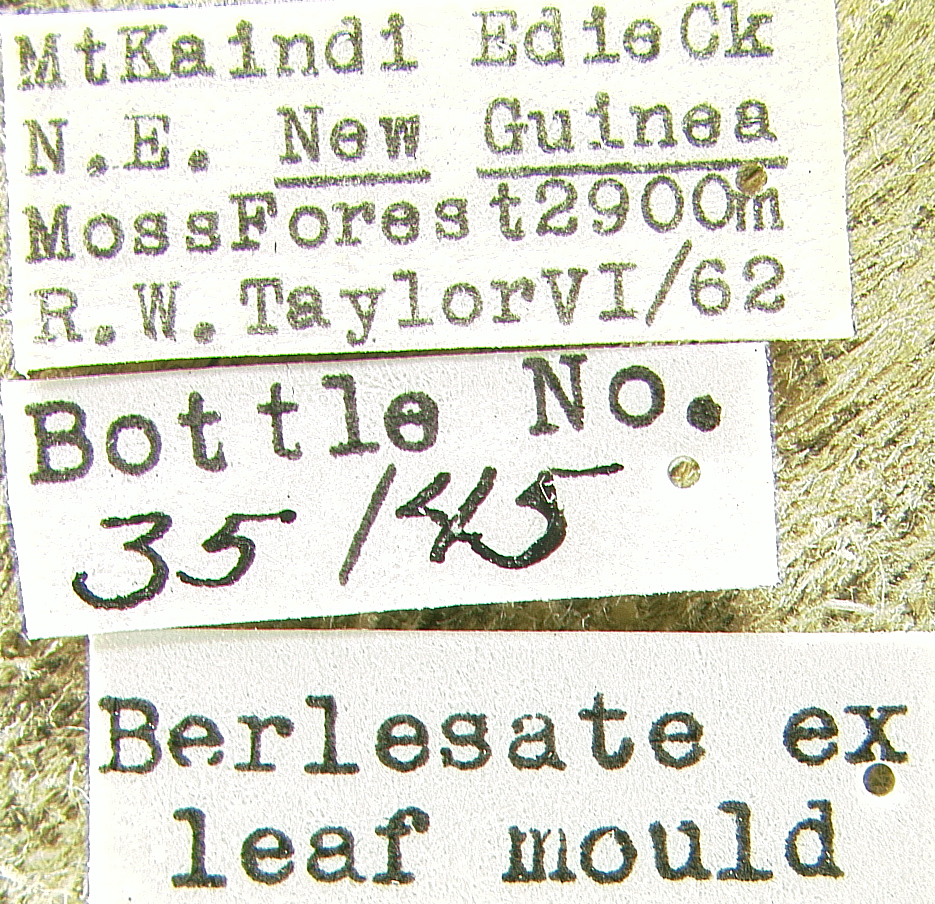 MtKaindi EdieCk
N.E. New Guinea
MossForest2900m
R.W.TaylorVI/62
Bottle No.
35/45
Berlesate ex
leaf mould